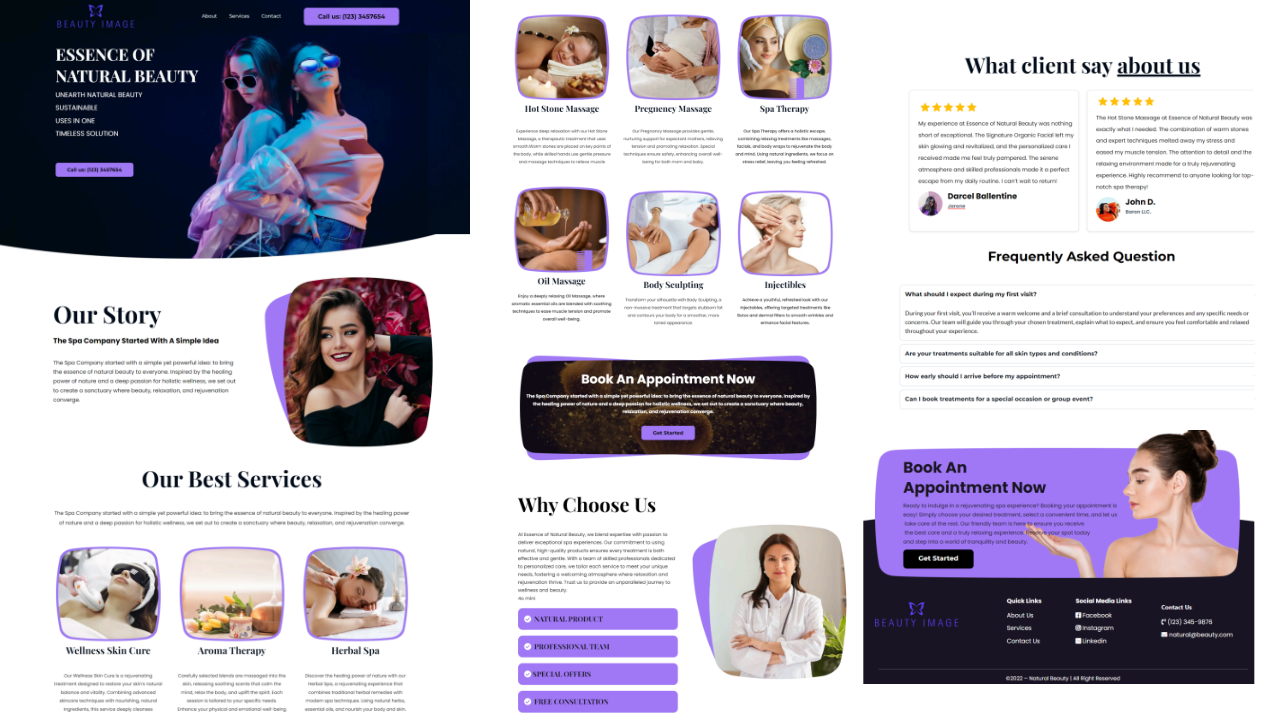 BEAUTY IMAGE
About Services Contact
Call us: (123) 3457654
ESSENCE OF
NATURAL BEAUTY
UNEARTH NATURAL BEAUTY
SUSTAINABLE
USES IN ONE
TIMELESS SOLUTION
Call us: (123) 3457654
Our Story
The Spa Company Started With A Simple Idea
The Spa Company started with a simple yet powerful idea: to bring
the essence of natural beauty to everyone. Inspired by the healing
power of nature and a deep passion for holistic wellness, we set out
to create a sanctuary where beauty, relaxation, and rejuvenation
converge.
Our Best Services
The Spa Company started with a simple yet powerful idea: to bring the essence of natural beauty to everyone. Inspired by the healing power
of nature and a deep passion for holistic wellness, we set out to create a sanctuary where beauty, relaxation, and rejuvenation converge.
Wellness Skin Cure
Our Wellness Skin Cure is a rejuvenating
treatment designed to restore your skin's natural
balance and vitality. Combining advanced
skincare techniques with nourishing, natural
ingredients, this service deeply cleanses
Aroma Therapy
Carefully selected blends are massaged into the
skin, releasing soothing scents that calm the
mind, relax the body, and uplift the spirit. Each
session is tailored to your specific needs.
Enhance your physical and emotional well-being
Herbal Spa
Discover the healing power of nature with our
Herbal Spa, a rejuvenating experience that
combines traditional herbal remedies with
modern spa techniques. Using natural herbs,
essential oils, and nourish your body and skin.
Hot Stone Massage
Experience deep relaxation with our Hot Stone
Massage, a therapeutic treatment that uses
smooth.Warm stones are placed on key points of
the body, while skilled hands use gentle pressure
and massage techniques to relieve muscle
Pregnency Massage
Our Pregnancy Massage provides gentle,
nurturing support for expectant mothers, relieving
tension and promoting relaxation. Special
techniques ensure safety, enhancing overall well-
being for both mom and baby.
Spa Therapy
Our Spa Therapy offers a holistic escape,
combining relaxing treatments like massages,
facials, and body wraps to rejuvenate the body
and mind. Using natural ingredients, we focus on
stress relief, leaving you feeling refreshed.
Oil Massage
Enjoy a deeply relaxing Oil Massage, where
aromatic essential oils are blended with soothing
techniques to ease muscle tension and promote
overall well-being.
Body Sculpting
Transform your silhouette with Body Sculpting, a
non-invasive treatment that targets stubborn fat
and contours your body for a smoother, more
toned appearance.
Injectibles
Achieve a youthful, refreshed look with our
Injectables, offering targeted treatments like
Botox and dermal fillers to smooth wrinkles and
enhance facial features.
Book An Appointment Now
The Spa Company started with a simple yet powerful idea: to bring the essence of natural beauty to everyone. Inspired by
the healing power of nature and a deep passion for holistic wellness, we set out to create a sanctuary where beauty,
relaxation, and rejuvenation converge.
Get Started
Why Choose Us
At Essence of Natural Beauty, we blend expertise with passion to
deliver exceptional spa experiences. Our commitment to using
natural, high-quality products ensures every treatment is both
effective and gentle. With a team of skilled professionals dedicated
to personalized care, we tailor each service to meet your unique
needs, fostering a welcoming atmosphere where relaxation and
rejuvenation thrive. Trust us to provide an unparalleled journey to
wellness and beauty.
4o mini
NATURAL PRODUCT
PROFESSIONAL TEAM
SPECIAL OFFERS
FREE CONSULTATION
What client say about us
My experience at Essence of Natural Beauty was nothing
short of exceptional. The Signature Organic Facial left my
skin glowing and revitalized, and the personalized care I
received made me feel truly pampered. The serene
atmosphere and skilled professionals made it a perfect
escape from my daily routine. I can't wait to return!
Darcel Ballentine
The Hot Stone Massage at Essence of Natural Beauty was
exactly what I needed. The combination of warm stones
and expert techniques melted away my stress and
eased my muscle tension. The attention to detail and the
relaxing environment made for a truly rejuvenating
experience. Highly recommend to anyone looking for top-
notch spa therapy!
John D.
Baron LLC.
Frequently Asked Question
What should I expect during my first visit?
During your first visit, you'll receive a warm welcome and a brief consultation to understand your preferences and any specific needs or
concerns. Our team will guide you through your chosen treatment, explain what to expect, and ensure you feel comfortable and relaxed
throughout your experience.
Are your treatments suitable for all skin types and conditions?
How early should I arrive before my appointment?
Can I book treatments for a special occasion or group event?
Book An
Appointment Now
Ready to indulge in a rejuvenating spa experience? Booking your appointment is
easy! Simply choose your desired treatment, select a convenient time, and let us
take care of the rest. Our friendly team is here to ensure you receive
the best care and a truly relaxing experience. Reserve your spot today
and step into a world of tranquility and beauty.
Get Started
BEAUTY IMAGE
Quick Links
About Us
Services
Contact Us
Social Media Links
Facebook
Instagram
Linkedin
Contact Us
(123) 345-9876
natural@beauty.com
©2022 – Natural Beauty | All Right Reserved